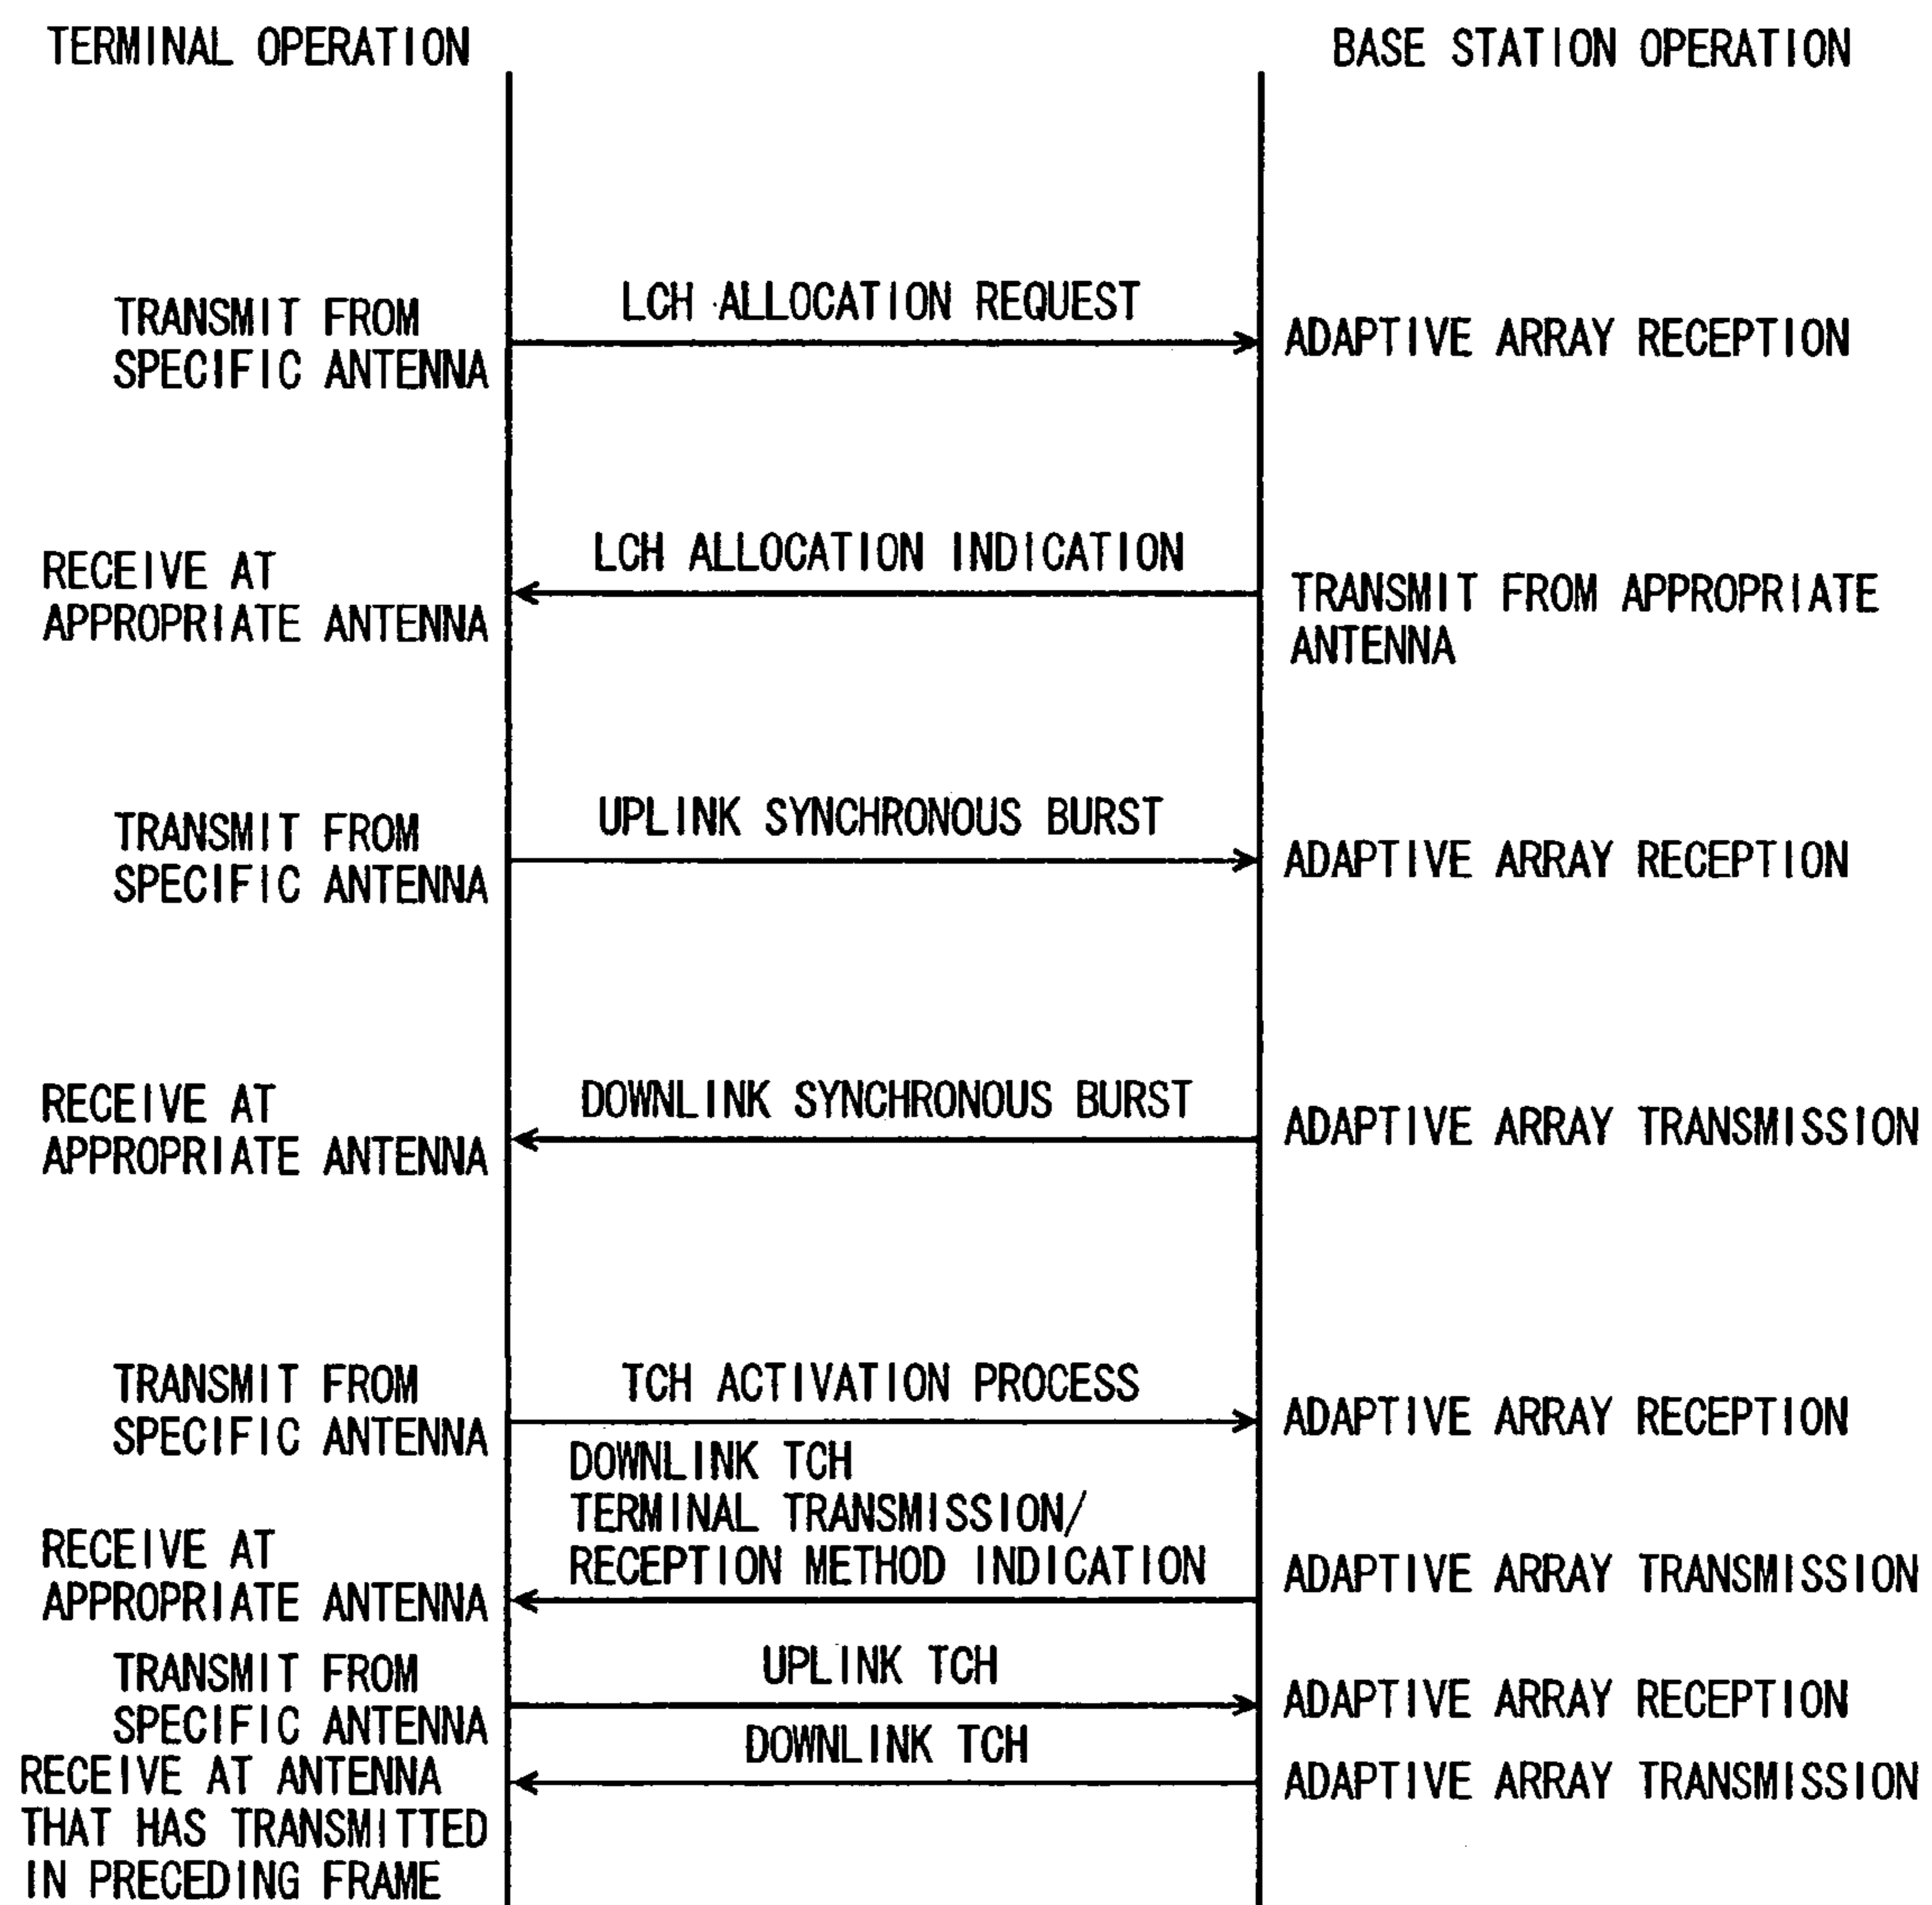 TERMINAL OPERATION
BASE STATION OPERATION
TRANSMIT FROM
SPECIFIC ANTENNA
LCH ALLOCATION REQUEST
ADAPTIVE ARRAY RECEPTION
RECEIVE AT
APPROPRIATE ANTENNA
LCH ALLOCATION INDICATION
TRANSMIT FROM APPROPRIATE
ANTENNA
TRANSMIT FROM
SPECIFIC ANTENNA
UPLINK SYNCHRONOUS BURST
ADAPTIVE ARRAY RECEPTION
RECEIVE AT
APPROPRIATE ANTENNA
DOWNLINK SYNCHRONOUS BURST
ADAPTIVE ARRAY TRANSMISSION
TRANSMIT FROM
SPECIFIC ANTENNA
TCH ACTIVATION PROCESS
ADAPTIVE ARRAY RECEPTION
RECEIVE AT
APPROPRIATE ANTENNA
DOWNLINK TCH
TERMINAL TRANSMISSION/
RECEPTION METHOD INDICATION
ADAPTIVE ARRAY TRANSMISSION
TRANSMIT FROM
SPECIFIC ANTENNA
UPLINK TCH
ADAPTIVE ARRAY RECEPTION
RECEIVE AT ANTENNA
THAT HAS TRANSMITTED
IN PRECEDING FRAME
DOWNLINK TCH
ADAPTIVE ARRAY TRANSMISSION